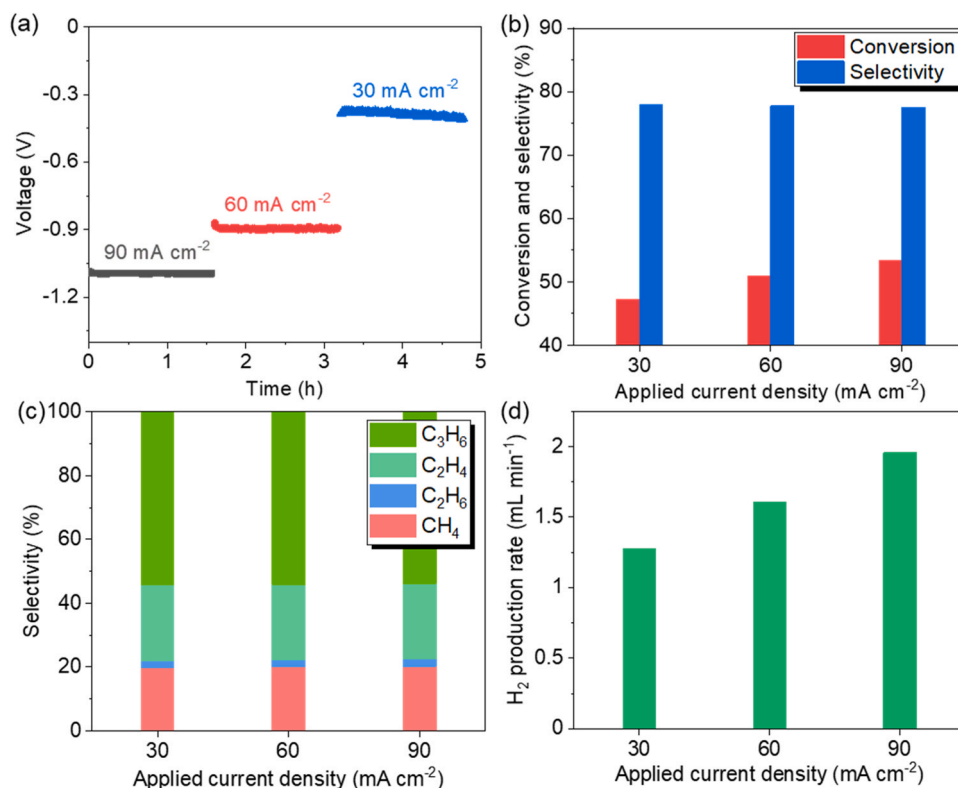 (a)
0
-0.3
-0.6
-0.9
-1.2
Voltage (V)
30 mA cm⁻²
60 mA cm⁻²
90 mA cm⁻²
0 1 2 3 4 5
Time (h)
(b)
90
80
70
60
50
40
Conversion and selectivity (%)
Conversion
Selectivity
30 60 90
Applied current density (mA cm⁻²)
(c)
100
80
60
40
20
0
Selectivity (%)
C₃H₆
C₂H₄
C₂H₆
CH₄
30 60 90
Applied current density (mA cm⁻²)
(d)
2
1.5
1
0.5
0
H₂ production rate (mL min⁻¹)
30 60 90
Applied current density (mA cm⁻²)